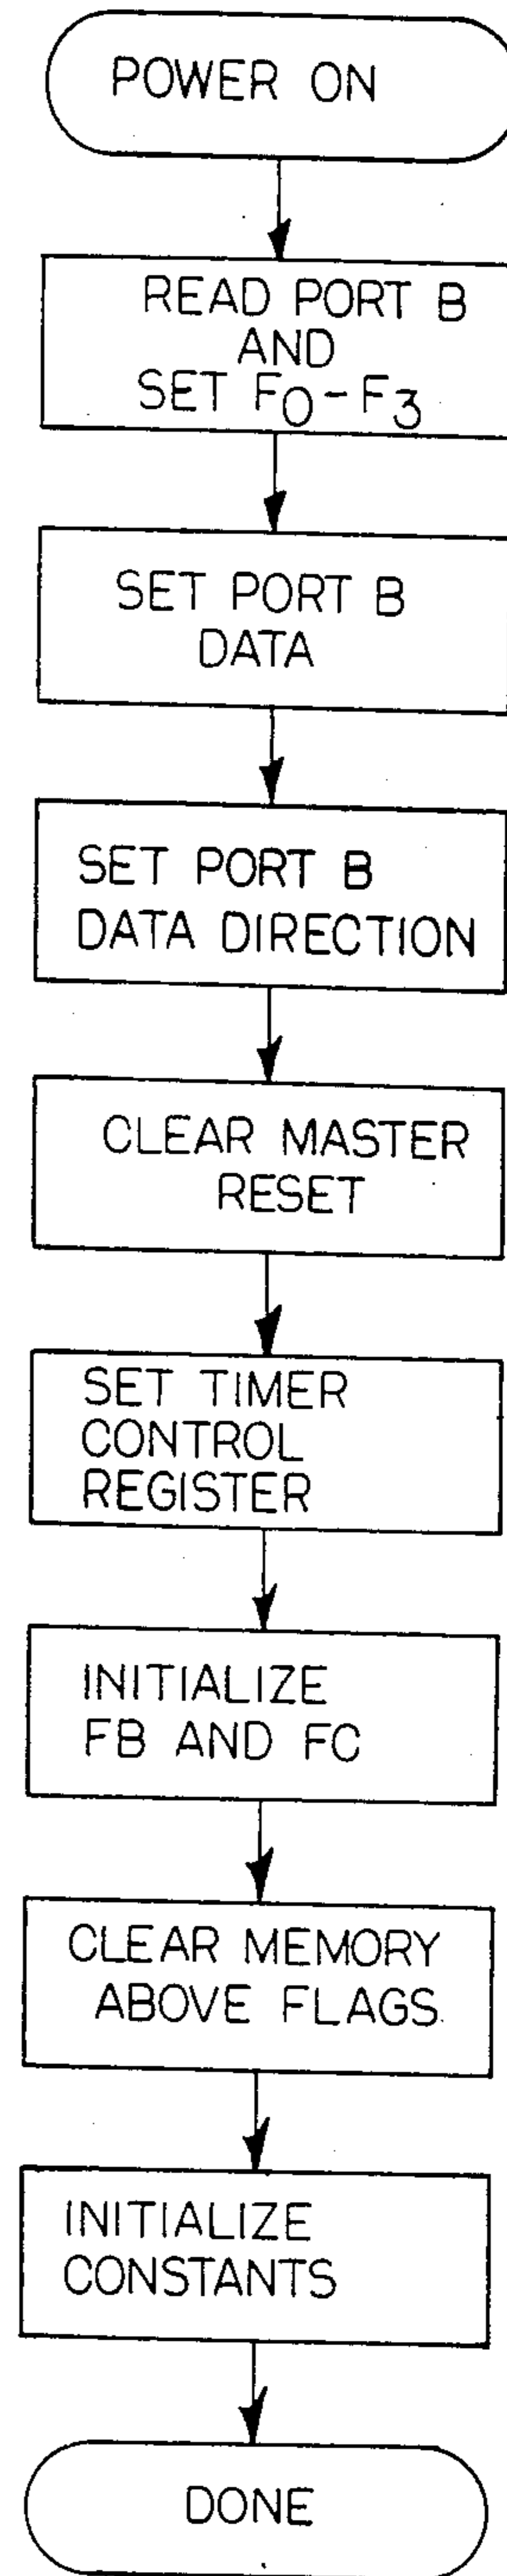 POWER ON
READ PORT B
AND
SET F0-F3
SET PORT B
DATA
SET PORT B
DATA DIRECTION
CLEAR MASTER
RESET
SET TIMER
CONTROL
REGISTER
INITIALIZE
FB AND FC
CLEAR MEMORY
ABOVE FLAGS
INITIALIZE
CONSTANTS
DONE